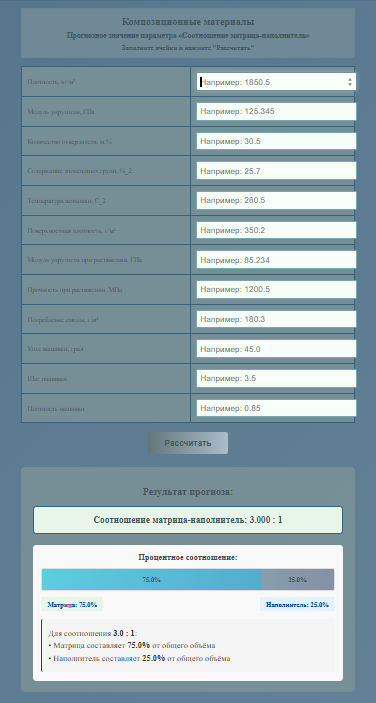 Композиционные материалы
Прогнозное значение параметра «Соотношение матрица-наполнитель»
Заполните ячейки и нажмите "Рассчитать"
Плотность, кг/м³
Например: 1850.5
Модуль упругости, ГПа
Например: 125.345
Количество отвердителя, м.%
Например: 30.5
Содержание эпоксидных групп, %_2
Например: 25.7
Температура вспышки, С_2
Например: 280.5
Поверхностная плотность, г/м²
Например: 350.2
Модуль упругости при растяжении, ГПа
Например: 85.234
Прочность при растяжении, МПа
Например: 1200.5
Потребление смолы, г/м²
Например: 180.3
Угол нашивки, град
Например: 45.0
Шаг нашивки
Например: 3.5
Плотность нашивки
Например: 0.85
Рассчитать
Результат прогноза:
Соотношение матрица-наполнитель: 3.000 : 1
Процентное соотношение:
75.0% 25.0%
Матрица: 75.0% Наполнитель: 25.0%
Для соотношения 3.0 : 1:
• Матрица составляет 75.0% от общего объёма
• Наполнитель составляет 25.0% от общего объёма